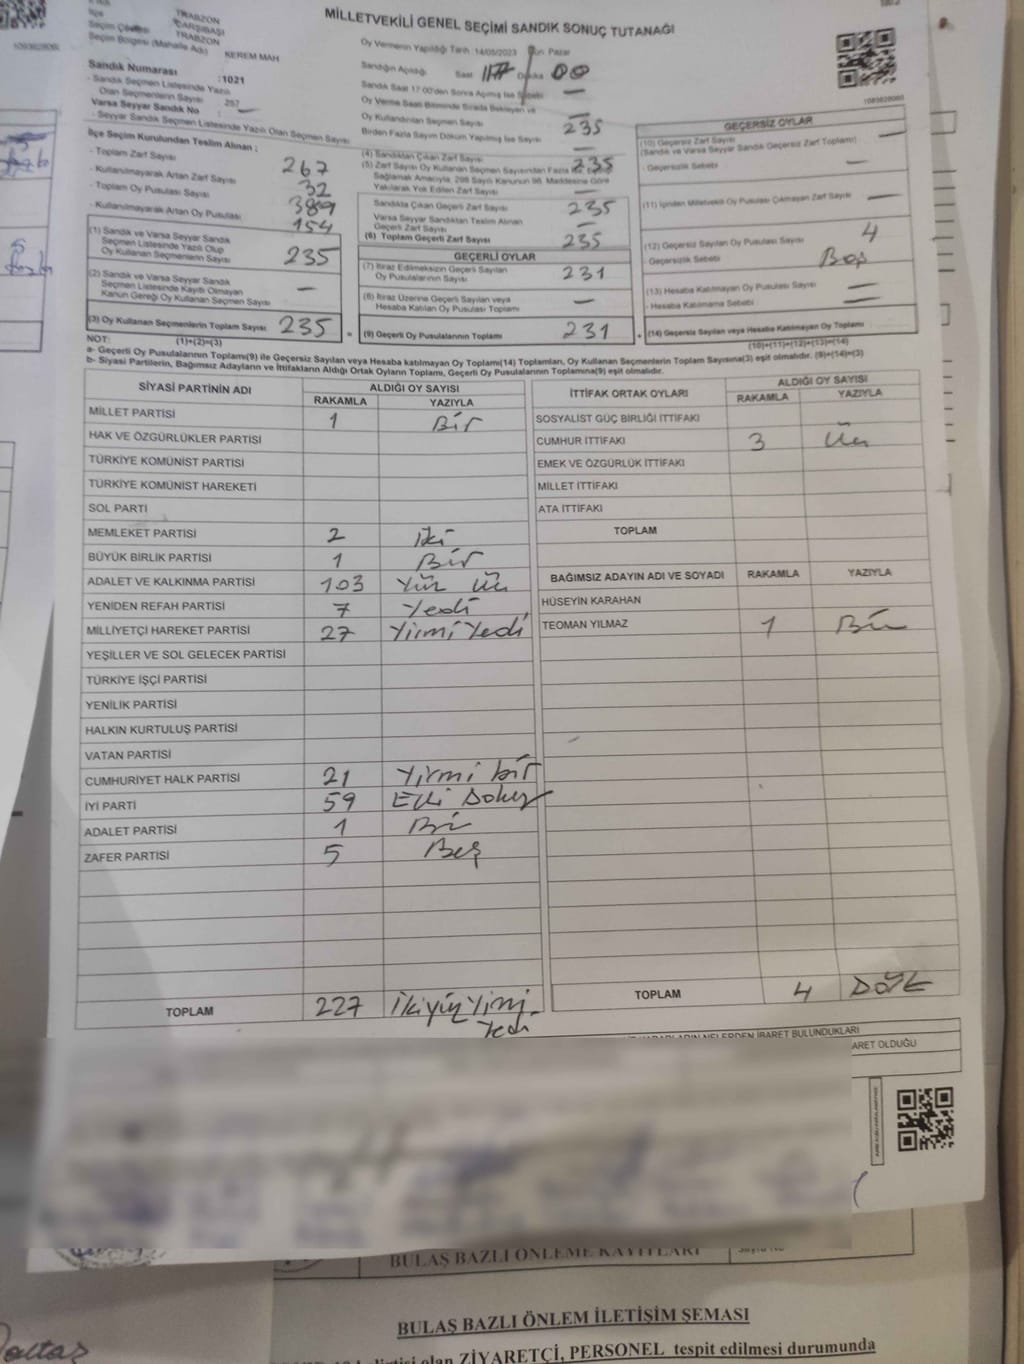 MİLLETVEKİLİ GENEL SEÇİMİ SANDIK SONUÇ TUTANAĞI
İlçe TRABZON
ÇARŞIBAŞI
Seçim Çevresi TRABZON
Seçim Bölgesi (Mahalle Adı) KEREM MAH
Sandık Numarası :1021
- Sandık Seçmen Listesinde Yazılı
Olan Seçmenlerin Sayısı : 257
Varsa Seyyar Sandık No :
- Seyyar Sandık Listesinde Yazılı Olan Seçmen Sayısı
Oy Vermenin Yapıldığı Tarih : 14/05/2023 Gün Pazar
Sandığın Açıldığı Saat 17 Dakika 00
Sandık Saat 17:00'den Sonra Açılmış İse Sebebi —
Oy Verme Saati Bitiminde Sırada Bekleyen ve
Oy Kullandırılan Seçmen Sayısı —
Birden Fazla Sayım Döküm Yapılmış İse Sayısı 235
1093828060
İlçe Seçim Kurulundan Teslim Alınan ;
- Toplam Zarf Sayısı 267
- Kullanılmayarak Artan Zarf Sayısı 32
- Toplam Oy Pusulası Sayısı 389
- Kullanılmayarak Artan Oy Pusulası 154
(1) Sandık ve Varsa Seyyar Sandık
Seçmen Listesinde Yazılı Olup
Oy Kullanan Seçmenlerin Sayısı 235
(2) Sandık ve Varsa Seyyar Sandık
Seçmen Listesinde Kayıtlı Olmayan
Kanun Gereği Oy Kullanan Seçmen Sayısı —
(3) Oy Kullanan Seçmenlerin Toplam Sayısı 235
(4) Sandıktan Çıkan Zarf Sayısı 235
(5) Zarf Sayısı Oy Kullanan Seçmen Sayısından Fazla İse, Eşitliği
Sağlamak Amacıyla, 298 Sayılı Kanunun 98. Maddesine Göre
Yakılarak Yok Edilen Zarf Sayısı —
Sandıkta Çıkan Geçerli Zarf Sayısı 235
Varsa Seyyar Sandıktan Teslim Alınan
Geçerli Zarf Sayısı —
(6) Toplam Geçerli Zarf Sayısı 235
GEÇERLİ OYLAR
(7) İtiraz Edilmeksizin Geçerli Sayılan
Oy Pusulalarının Sayısı 231
(8) İtiraz Üzerine Geçerli Sayılan veya
Hesaba Katılan Oy Pusulaları Toplamı —
(9) Geçerli Oy Pusulalarının Toplamı 231
GEÇERSİZ OYLAR
(10) Geçersiz Zarf Sayısı
(Sandık ve Varsa Seyyar Sandık Geçersiz Zarf Toplamı) —
- Geçersizlik Sebebi —
(11) İçinden Milletvekili Oy Pusulası Çıkmayan Zarf Sayısı —
(12) Geçersiz Sayılan Oy Pusulası Sayısı 4
- Geçersizlik Sebebi Boş
(13) Hesaba Katılmayan Oy Pusulası Sayısı —
- Hesaba Katılmama Sebebi : —
(14) Geçersiz Sayılan veya Hesaba Katılmayan Oy Toplamı
(10)+(11)+(12)+(13)=(14)
NOT: (1)+(2)=(3)
a- Geçerli Oy Pusulalarının Toplamı(9) ile Geçersiz Sayılan veya Hesaba katılmayan Oy Toplamı(14) Toplamları, Oy Kullanan Seçmenlerin Toplam Sayısına(3) eşit olmalıdır. (9)+(14)=(3)
b- Siyasi Partilerin, Bağımsız Adayların ve İttifakların Aldığı Ortak Oyların Toplamı, Geçerli Oy Pusulalarının Toplamına(9) eşit olmalıdır.
SİYASİ PARTİNİN ADI ALDIĞI OY SAYISI
RAKAMLA YAZIYLA
MİLLET PARTİSİ 1 Bir
HAK VE ÖZGÜRLÜKLER PARTİSİ
TÜRKİYE KOMÜNİST PARTİSİ
TÜRKİYE KOMÜNİST HAREKETİ
SOL PARTİ
MEMLEKET PARTİSİ 2 iki
BÜYÜK BİRLİK PARTİSİ 1 Bir
ADALET VE KALKINMA PARTİSİ 103 Yüz üç
YENİDEN REFAH PARTİSİ 7 Yedi
MİLLİYETÇİ HAREKET PARTİSİ 27 Yirmi Yedi
YEŞİLLER VE SOL GELECEK PARTİSİ
TÜRKİYE İŞÇİ PARTİSİ
YENİLİK PARTİSİ
HALKIN KURTULUŞ PARTİSİ
VATAN PARTİSİ
CUMHURİYET HALK PARTİSİ 21 Yirmi bir
İYİ PARTİ 59 Elli Dokuz
ADALET PARTİSİ 1 Bir
ZAFER PARTİSİ 5 Beş
TOPLAM 227 İkiyüz Yirmi
Yedi
İTTİFAK ORTAK OYLARI ALDIĞI OY SAYISI
RAKAMLA YAZIYLA
SOSYALİST GÜÇ BİRLİĞİ İTTİFAKI
CUMHUR İTTİFAKI 3 Üç
EMEK VE ÖZGÜRLÜK İTTİFAKI
MİLLET İTTİFAKI
ATA İTTİFAKI
TOPLAM
BAĞIMSIZ ADAYIN ADI VE SOYADI RAKAMLA YAZIYLA
HÜSEYİN KARAHAN
TEOMAN YILMAZ 1 Bir
TOPLAM 4 DÖRT
NELERDEN İBARET BULUNDUKLARI
ARET OLDUĞU
BULAŞ BAZLI ÖNLEME KAYITLARI
BULAŞ BAZLI ÖNLEM İLETİŞİM ŞEMASI
olan ZİYARETÇİ, PERSONEL tespit edilmesi durumunda